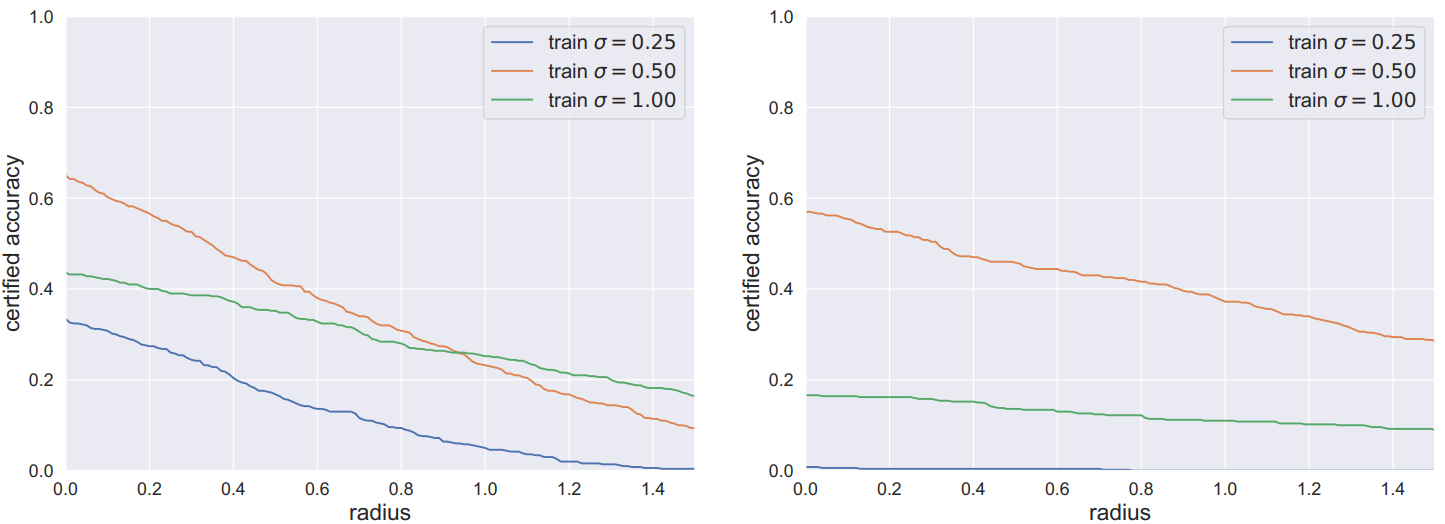 1.0
0.8
0.6
0.4
0.2
0.0
certified accuracy
0.0 0.2 0.4 0.6 0.8 1.0 1.2 1.4
radius
train σ = 0.25
train σ = 0.50
train σ = 1.00
1.0
0.8
0.6
0.4
0.2
0.0
certified accuracy
0.0 0.2 0.4 0.6 0.8 1.0 1.2 1.4
radius
train σ = 0.25
train σ = 0.50
train σ = 1.00